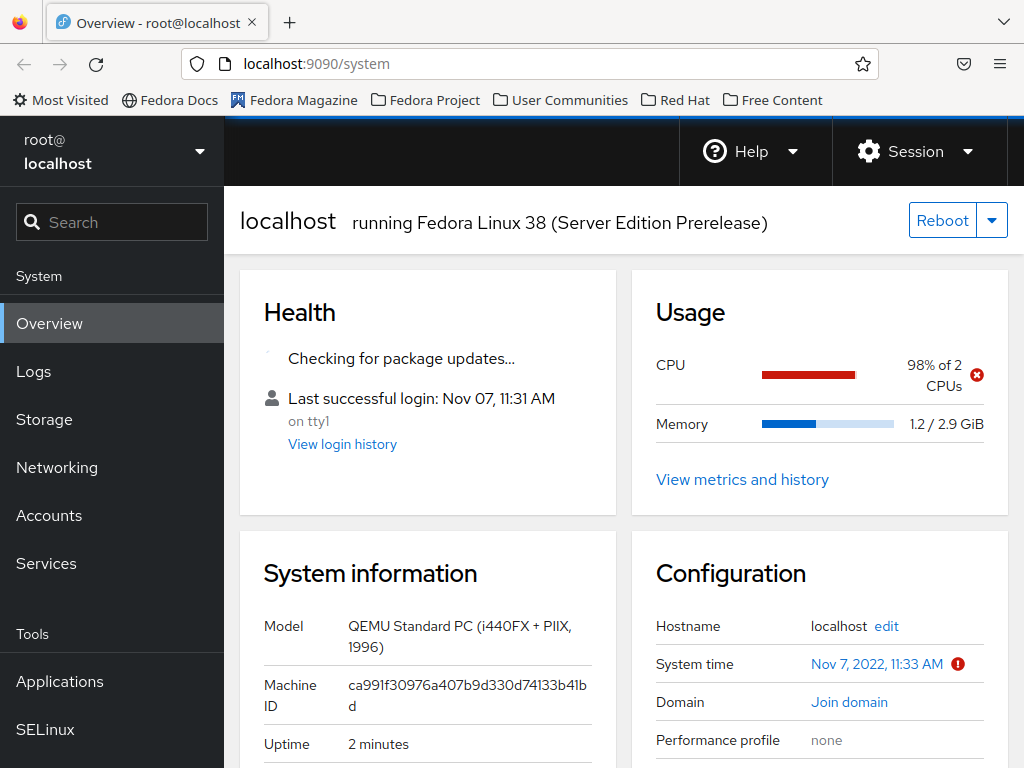 Overview - root@localhost
localhost:9090/system
Most Visited Fedora Docs FM Fedora Magazine Fedora Project User Communities Red Hat Free Content
root@
localhost
Help Session
Search
localhost running Fedora Linux 38 (Server Edition Prerelease) Reboot
System
Overview
Logs
Storage
Networking
Accounts
Services
Tools
Applications
SELinux
Health
Checking for package updates...
Last successful login: Nov 07, 11:31 AM
on tty1
View login history
Usage
CPU 98% of 2
CPUs
Memory 1.2 / 2.9 GiB
View metrics and history
System information
Model QEMU Standard PC (i440FX + PIIX,
1996)
Machine ca991f30976a407b9d330d74133b41b
ID d
Uptime 2 minutes
Configuration
Hostname localhost edit
System time Nov 7, 2022, 11:33 AM
Domain Join domain
Performance profile none